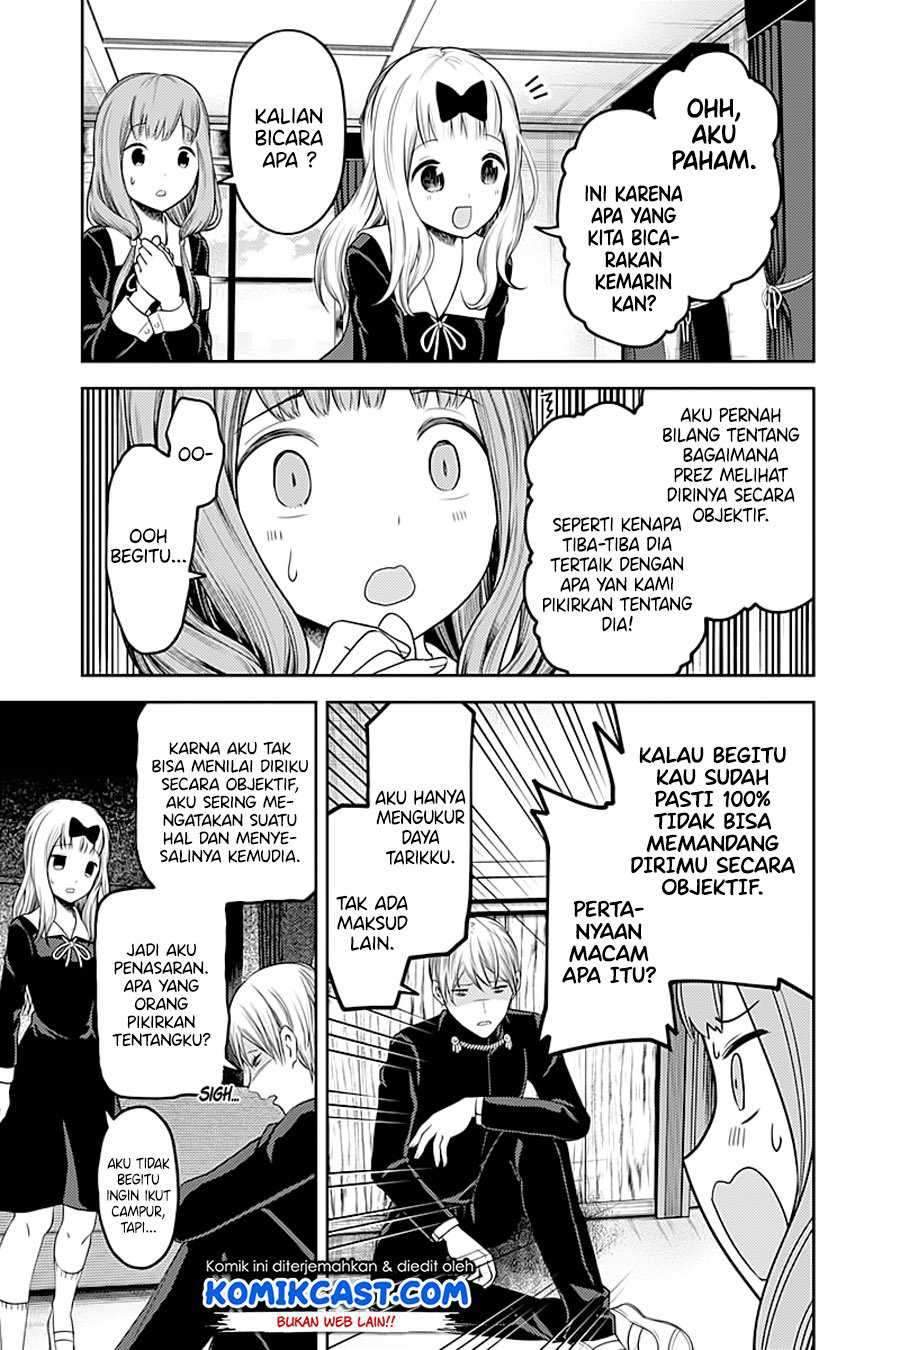 OHH,
AKU
PAHAM.
INI KARENA
APA YANG
KITA BICA-
RAKAN
KEMARIN
KAN?
KALIAN
BICARA
APA ?
AKU PERNAH
BILANG TENTANG
BAGAIMANA
PREZ MELIHAT
DIRINYA SECARA
OBJEKTIF.
SEPERTI KENAPA
TIBA-TIBA DIA
TERTAIK DENGAN
APA YAN KAMI
PIKIRKAN TENTANG
DIA!
OO-
OOH
BEGITU...
KALAU BEGITU
KAU SUDAH
PASTI 100%
TIDAK BISA
MEMANDANG
DIRIMU SECARA
OBJEKTIF.
PERTA-
NYAAN
MACAM
APA ITU?
AKU HANYA
MENGUKUR
DAYA
TARIKKU.
TAK ADA
MAKSUD
LAIN.
KARNA AKU TAK
BISA MENILAI DIRIKU
SECARA OBJEKTIF,
AKU SERING ME-
NGATAKAN SUATU
HAL DAN MENYE-
SALINYA KEMUDIA.
JADI AKU
PENASARAN.
APA YANG
ORANG
PIKIRKAN
TENTANGKU?
SIGH...
AKU TIDAK
BEGITU
INGIN IKUT
CAMPUR,
TAPI...
Komik ini diterjemahkan & diedit oleh
KOMIKCAST.COM
BUKAN WEB LAIN!!